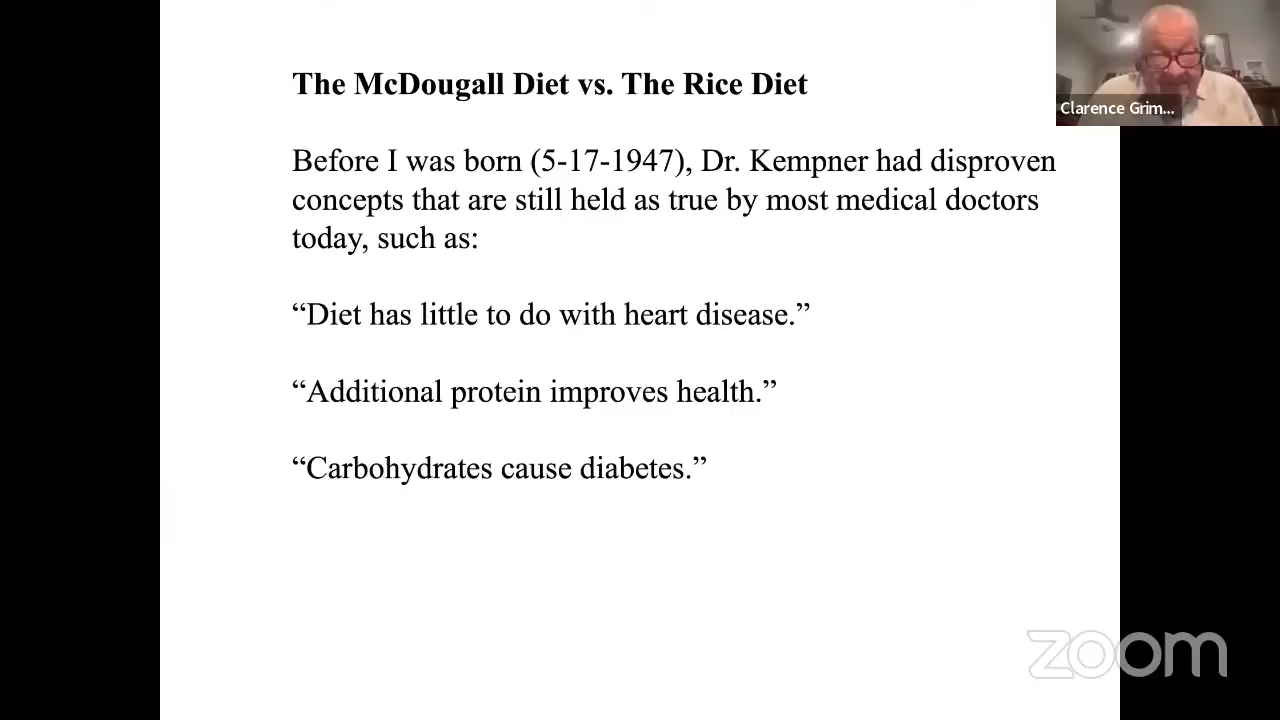 The McDougall Diet vs. The Rice Diet
Before I was born (5-17-1947), Dr. Kempner had disproven
concepts that are still held as true by most medical doctors
today, such as:
“Diet has little to do with heart disease.”
“Additional protein improves health.”
“Carbohydrates cause diabetes.”
Clarence Grim...
zoom